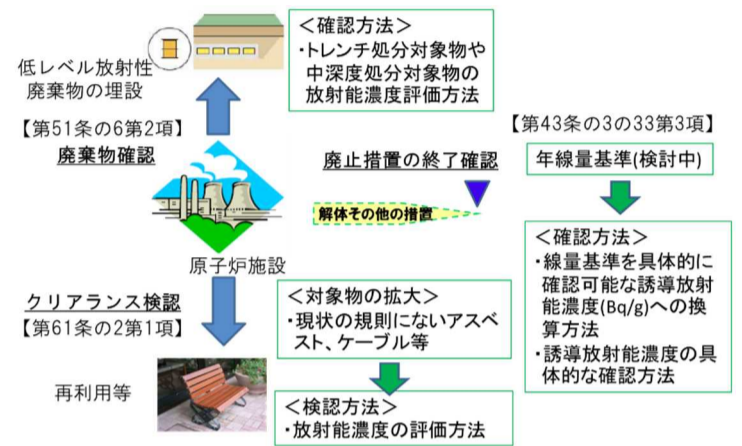 低レベル放射性
廃棄物の埋設
【第51条の6第2項】
廃棄物確認
<確認方法>
・トレンチ処分対象物や
中深度処分対象物の
放射能濃度評価方法
原子炉施設
廃止措置の終了確認
解体その他の措置
【第43条の3の33第3項】
年線量基準(検討中)
<確認方法>
・線量基準を具体的に
確認可能な誘導放射
能濃度(Bq/g)への換
算方法
・誘導放射能濃度の具
体的な確認方法
クリアランス検認
【第61条の2第1項】
再利用等
<対象物の拡大>
・現状の規則にないアスベ
スト、ケーブル等
<検認方法>
・放射能濃度の評価方法